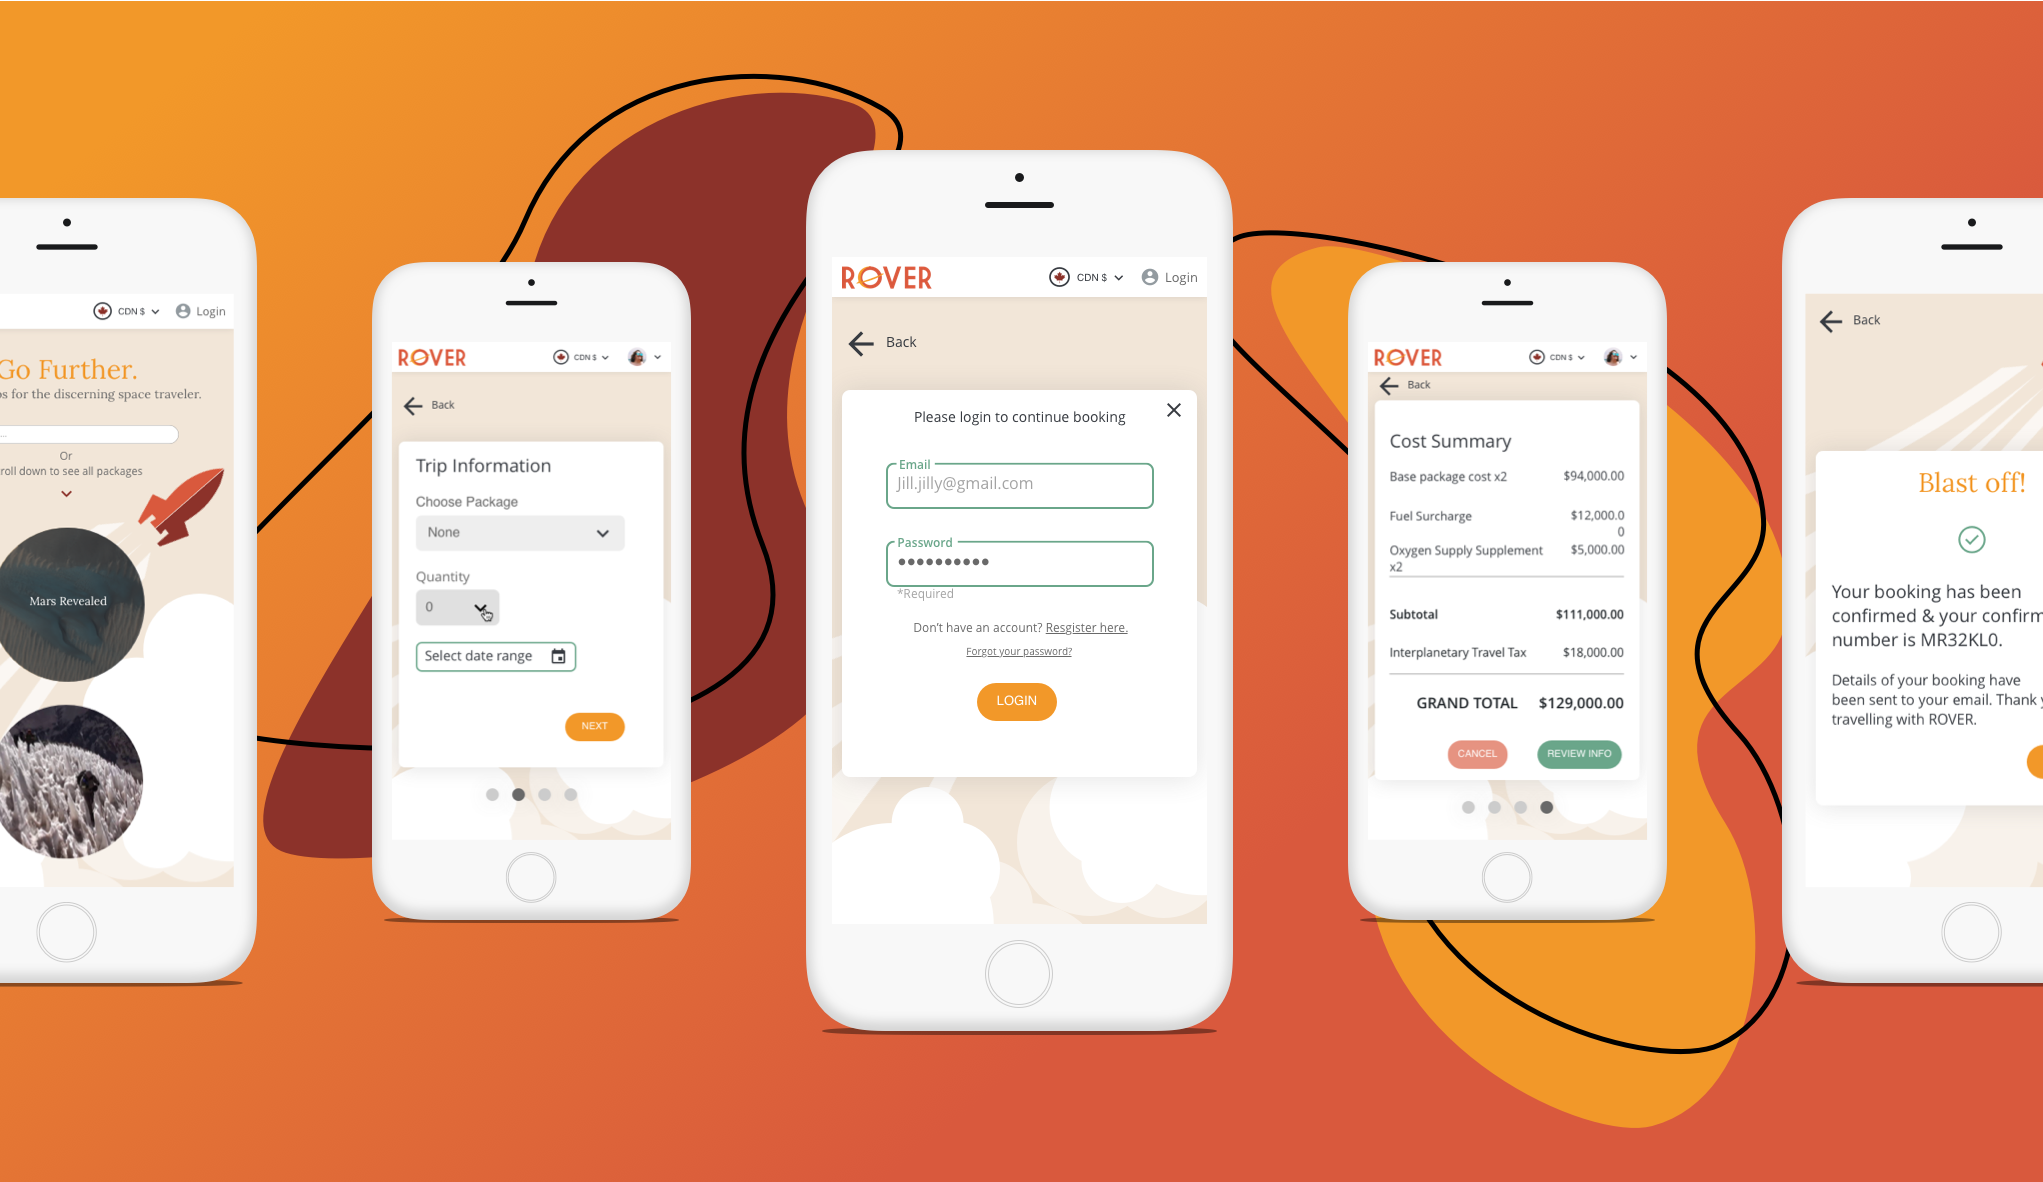 CDN $
Login
Go Further.
s for the discerning space traveler.
...
Or
roll down to see all packages
Mars Revealed
ROVER
CDN $
Back
Trip Information
Choose Package
None
Quantity
0
Select date range
NEXT
ROVER
CDN $
Login
Back
Please login to continue booking
Email
Jill.jilly@gmail.com
Password
*Required
Don't have an account? Resgister here.
Forgot your password?
LOGIN
ROVER
CDN $
Back
Cost Summary
Base package cost x2 $94,000.00
Fuel Surcharge $12,000.0
0
Oxygen Supply Supplement $5,000.00
x2
Subtotal $111,000.00
Interplanetary Travel Tax $18,000.00
GRAND TOTAL $129,000.00
CANCEL REVIEW INFO
Back
Blast off!
Your booking has been
confirmed & your confirm
number is MR32KL0.
Details of your booking have
been sent to your email. Thank y
travelling with ROVER.